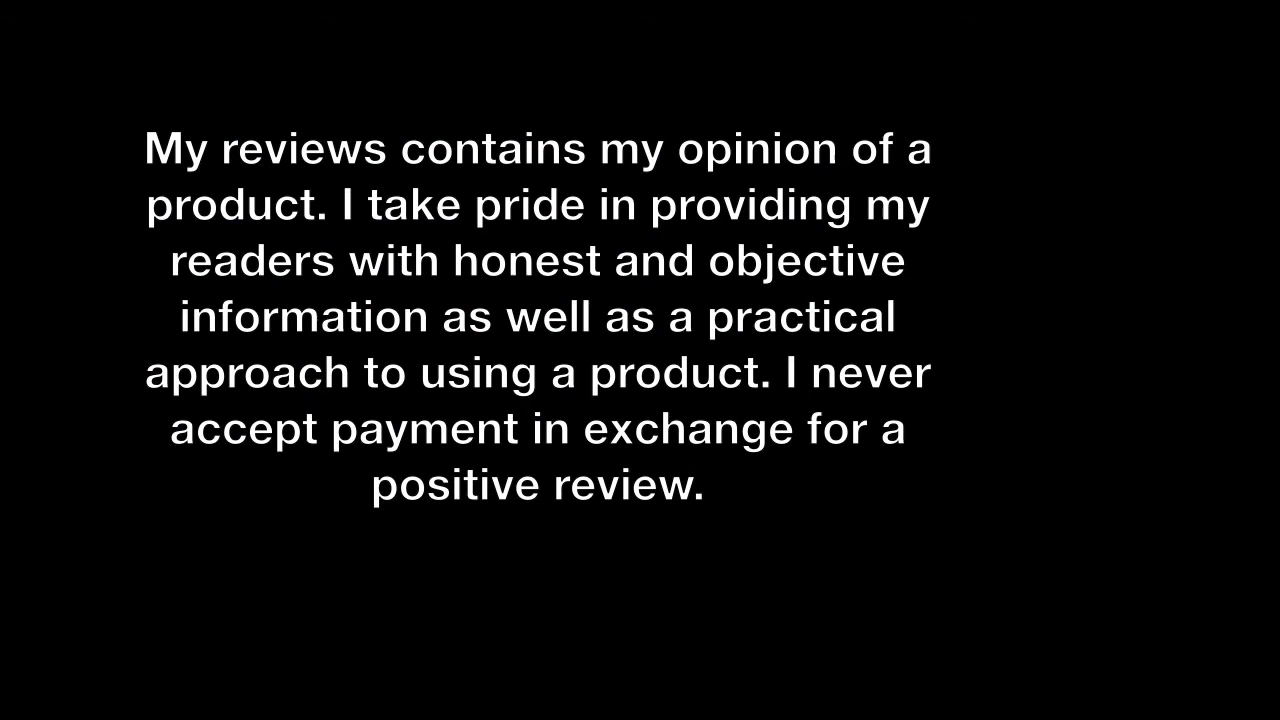 My reviews contains my opinion of a
product. I take pride in providing my
readers with honest and objective
information as well as a practical
approach to using a product. I never
accept payment in exchange for a
positive review.